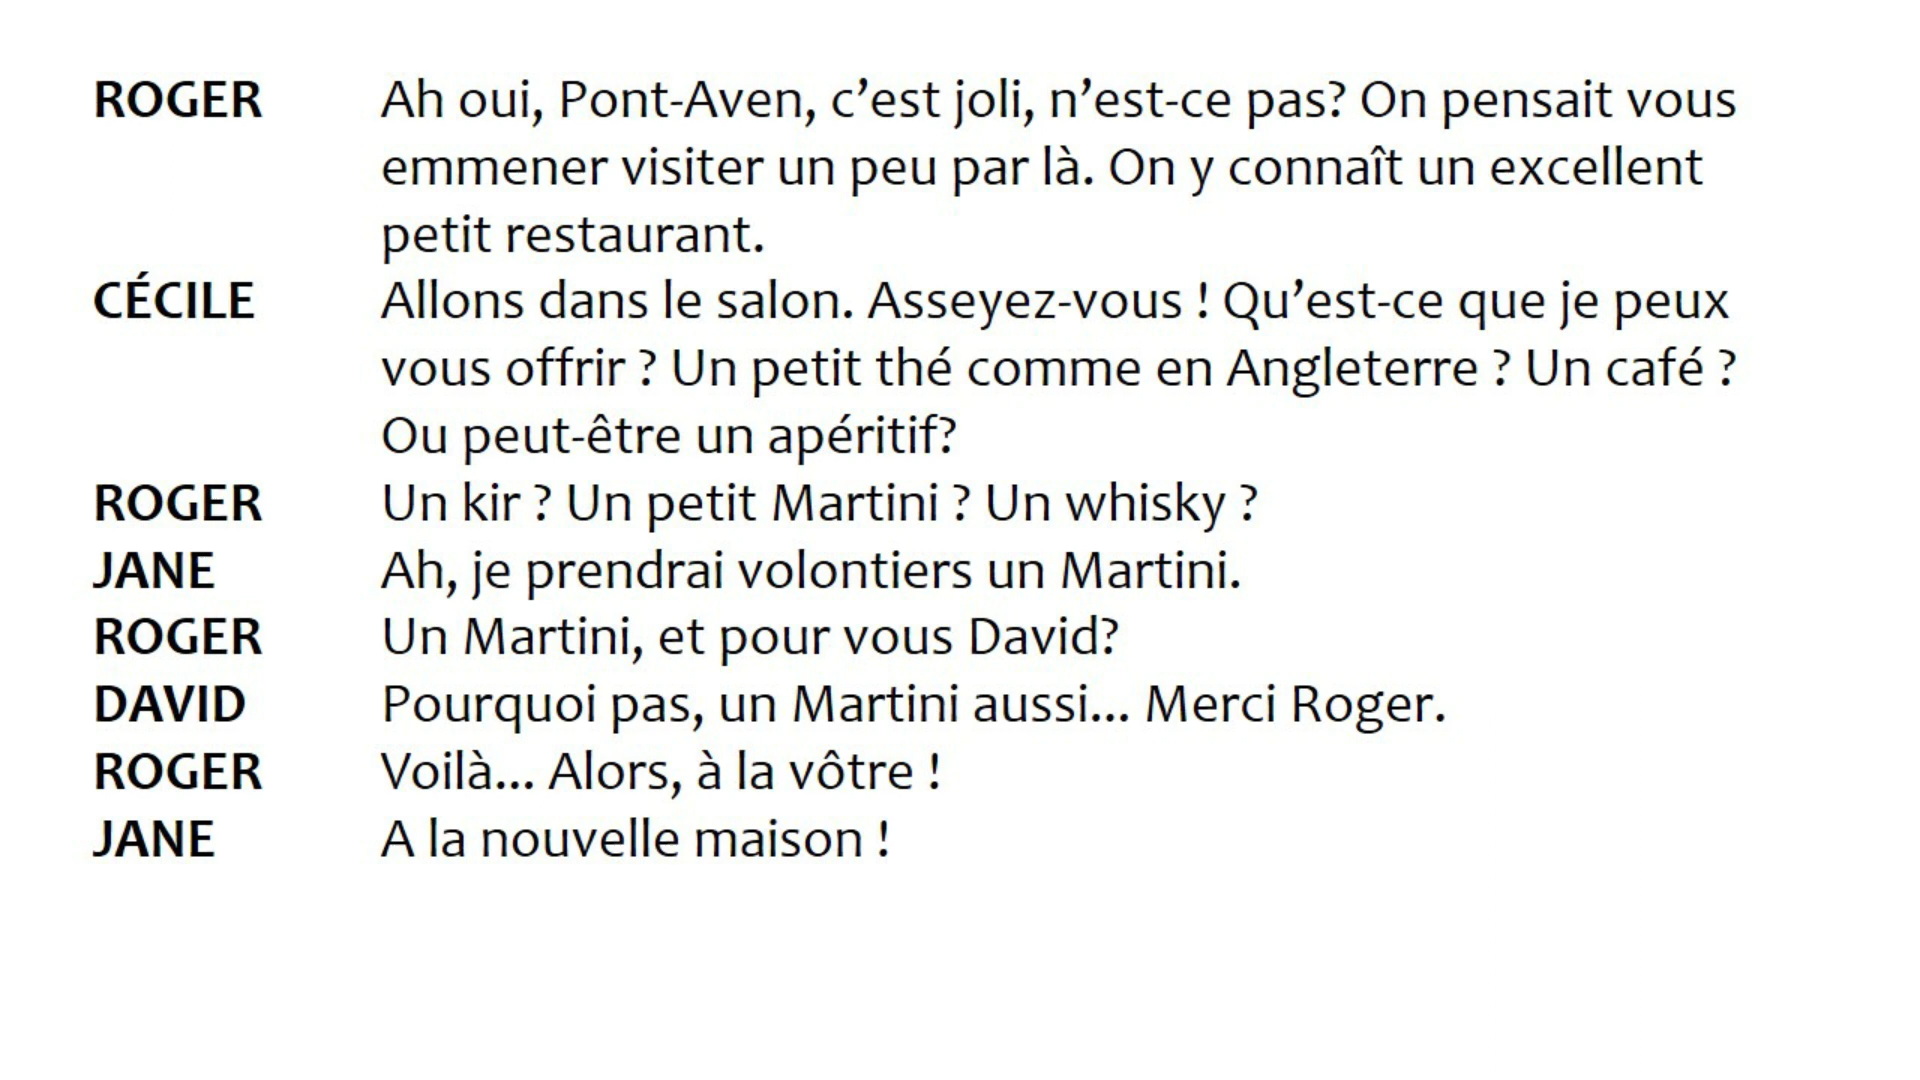 ROGER Ah oui, Pont-Aven, c’est joli, n’est-ce pas? On pensait vous
emmener visiter un peu par là. On y connaît un excellent
petit restaurant.
CÉCILE Allons dans le salon. Asseyez-vous ! Qu’est-ce que je peux
vous offrir ? Un petit thé comme en Angleterre ? Un café ?
Ou peut-être un apéritif?
ROGER Un kir ? Un petit Martini ? Un whisky ?
JANE Ah, je prendrai volontiers un Martini.
ROGER Un Martini, et pour vous David?
DAVID Pourquoi pas, un Martini aussi... Merci Roger.
ROGER Voilà... Alors, à la vôtre !
JANE A la nouvelle maison !